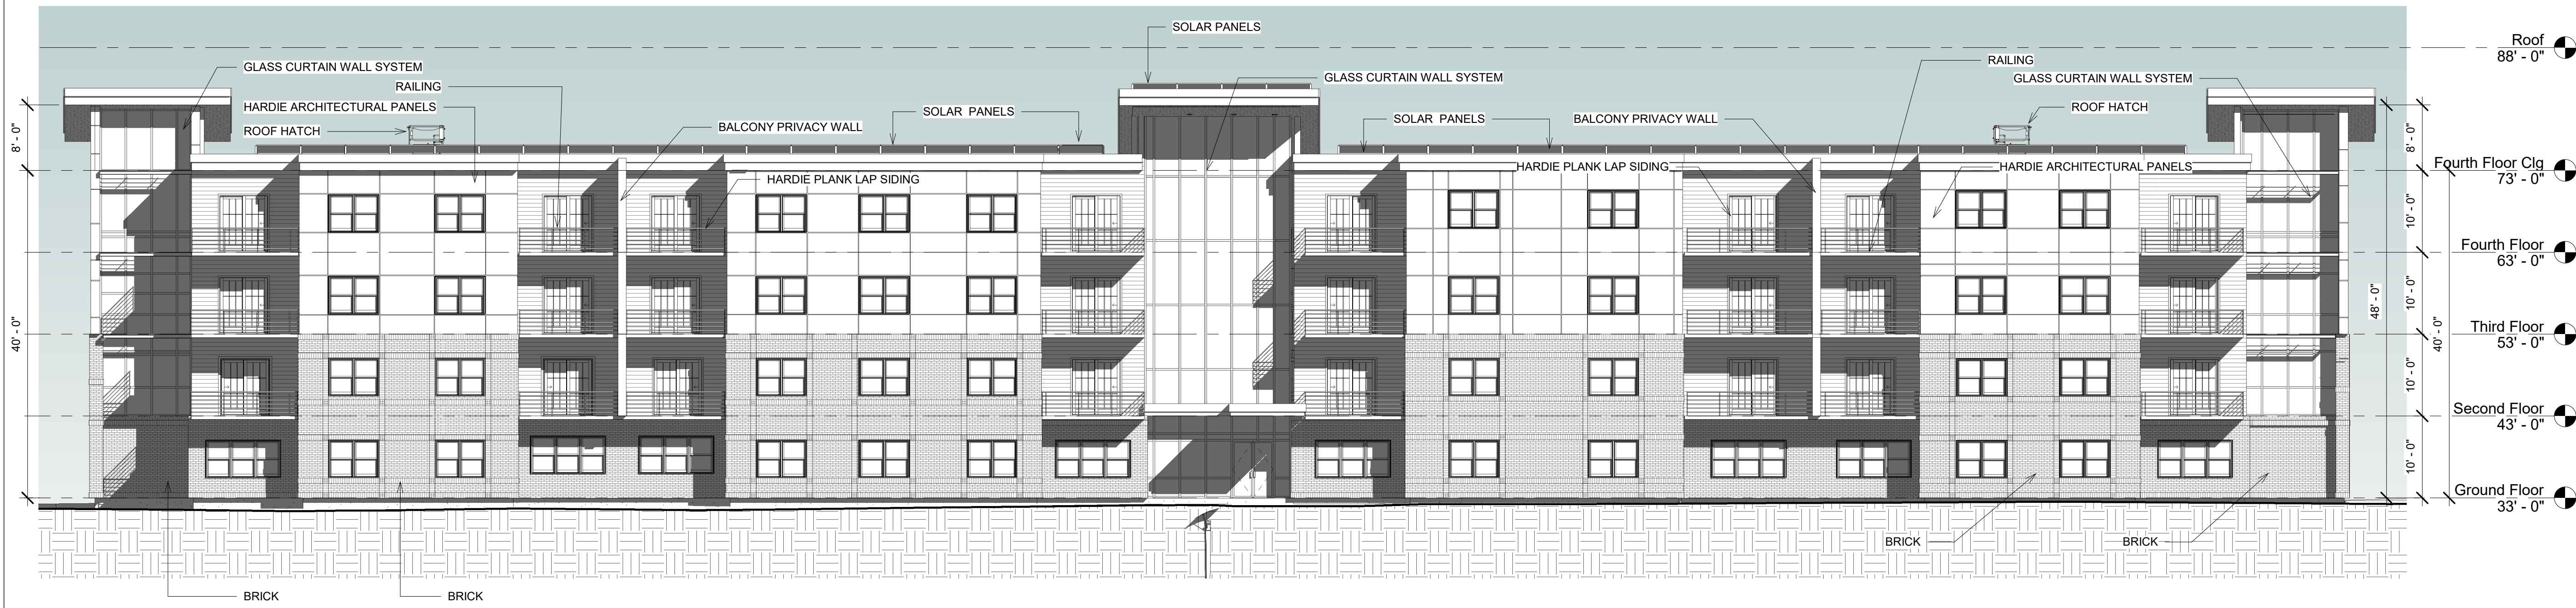 SOLAR PANELS
Roof
88' - 0"
GLASS CURTAIN WALL SYSTEM
RAILING
GLASS CURTAIN WALL SYSTEM
RAILING
GLASS CURTAIN WALL SYSTEM
HARDIE ARCHITECTURAL PANELS
SOLAR PANELS
ROOF HATCH
ROOF HATCH
BALCONY PRIVACY WALL
SOLAR PANELS
BALCONY PRIVACY WALL
8' - 0"
8' - 0"
HARDIE PLANK LAP SIDING
HARDIE PLANK LAP SIDING
HARDIE ARCHITECTURAL PANELS
Fourth Floor Clg
73' - 0"
10' - 0"
Fourth Floor
63' - 0"
10' - 0"
48' - 0"
40' - 0"
Third Floor
53' - 0"
40' - 0"
10' - 0"
Second Floor
43' - 0"
10' - 0"
Ground Floor
33' - 0"
BRICK
BRICK
BRICK
BRICK